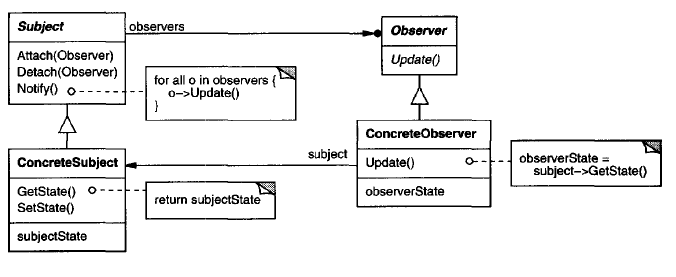 Subject
observers
Observer
Attach(Observer)
Detach(Observer)
Notify()
for all o in observers {
o->Update()
}
Update()
ConcreteSubject
GetState()
SetState()
subjectState
return subjectState
subject
ConcreteObserver
Update()
observerState
observerState =
subject->GetState()